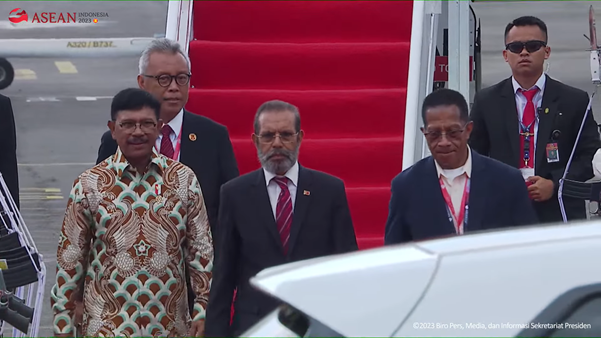 ASEAN INDONESIA
2023
A320 / B737
©2023 Biro Pers, Media, dan Informasi Sekretariat Presiden